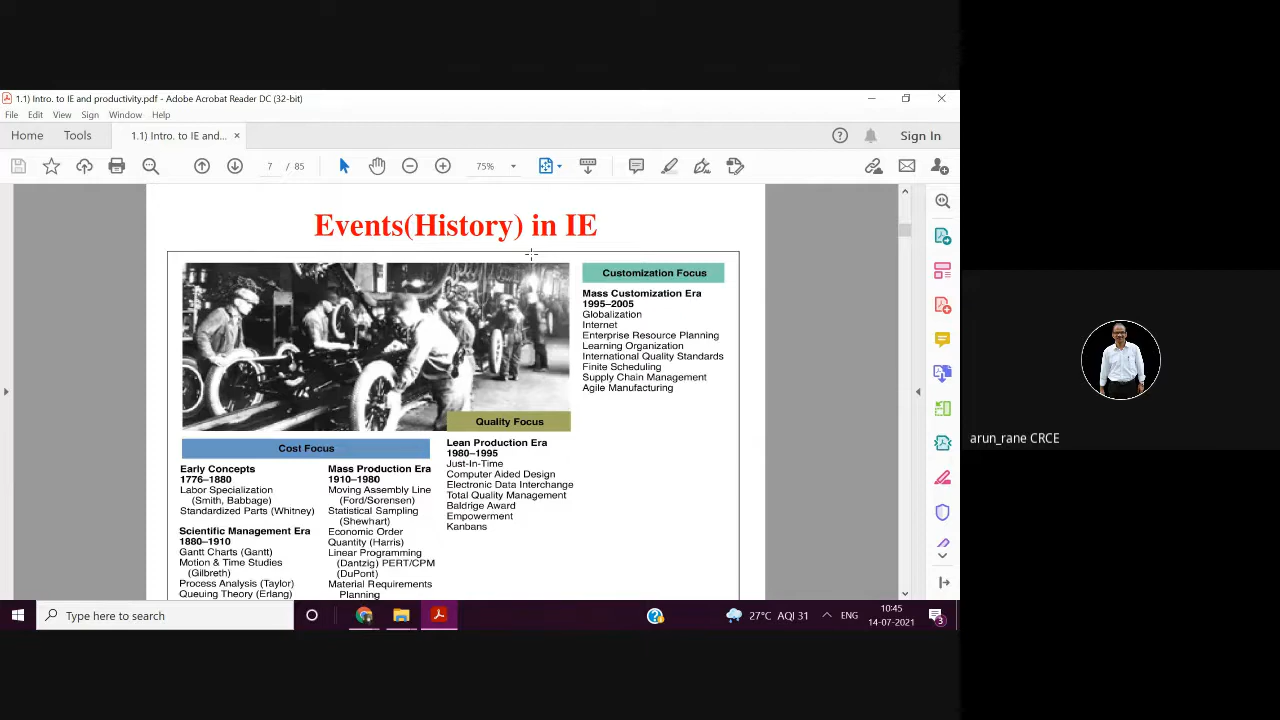 1.1) Intro. to IE and productivity.pdf - Adobe Acrobat Reader DC (32-bit)
File Edit View Sign Window Help
Home Tools 1.1) Intro. to IE and... × Sign In
7 / 85 75%
Events(History) in IE
Customization Focus
Mass Customization Era
1995–2005
Globalization
Internet
Enterprise Resource Planning
Learning Organization
International Quality Standards
Finite Scheduling
Supply Chain Management
Agile Manufacturing
Quality Focus
Lean Production Era
1980–1995
Just-In-Time
Computer Aided Design
Electronic Data Interchange
Total Quality Management
Baldrige Award
Empowerment
Kanbans
Cost Focus
Early Concepts
1776–1880
Labor Specialization
(Smith, Babbage)
Standardized Parts (Whitney)
Scientific Management Era
1880–1910
Gantt Charts (Gantt)
Motion & Time Studies
(Gilbreth)
Process Analysis (Taylor)
Queuing Theory (Erlang)
Mass Production Era
1910–1980
Moving Assembly Line
(Ford/Sorensen)
Statistical Sampling
(Shewhart)
Economic Order
Quantity (Harris)
Linear Programming
(Dantzig) PERT/CPM
(DuPont)
Material Requirements
Planning
arun_rane CRCE
Type here to search
27°C AQI 31 ENG
10:45
14-07-2021
3